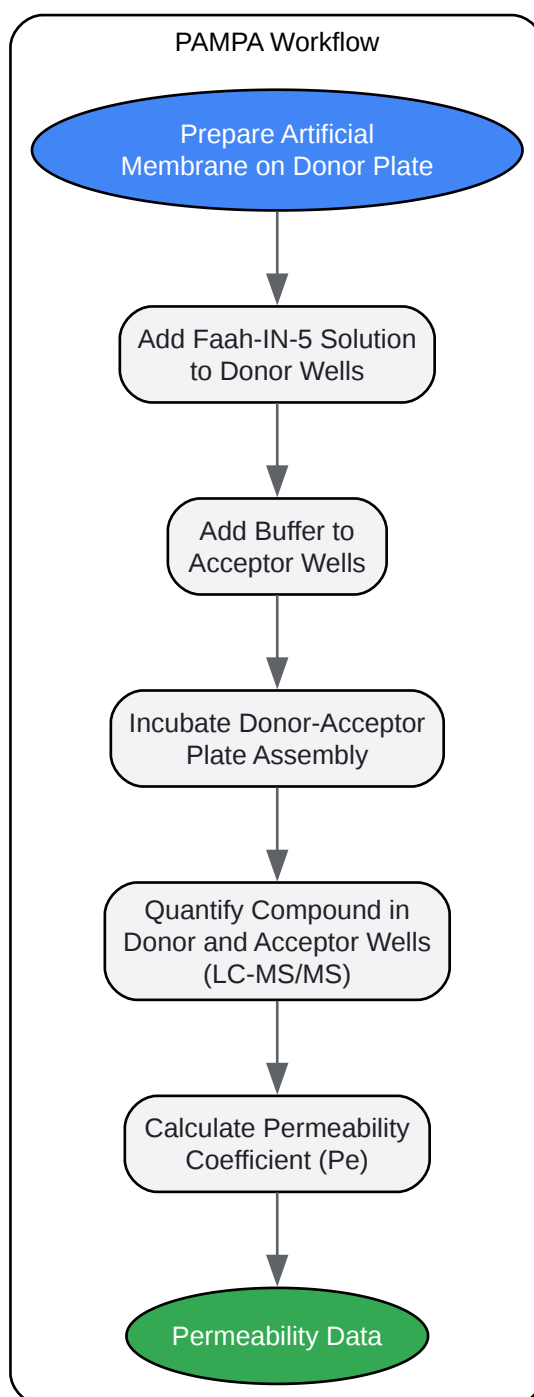 PAMPA Workflow
Prepare Artificial
Membrane on Donor Plate
Add Faah-IN-5 Solution
to Donor Wells
Add Buffer to
Acceptor Wells
Incubate Donor-Acceptor
Plate Assembly
Quantify Compound in
Donor and Acceptor Wells
(LC-MS/MS)
Calculate Permeability
Coefficient (Pe)
Permeability Data